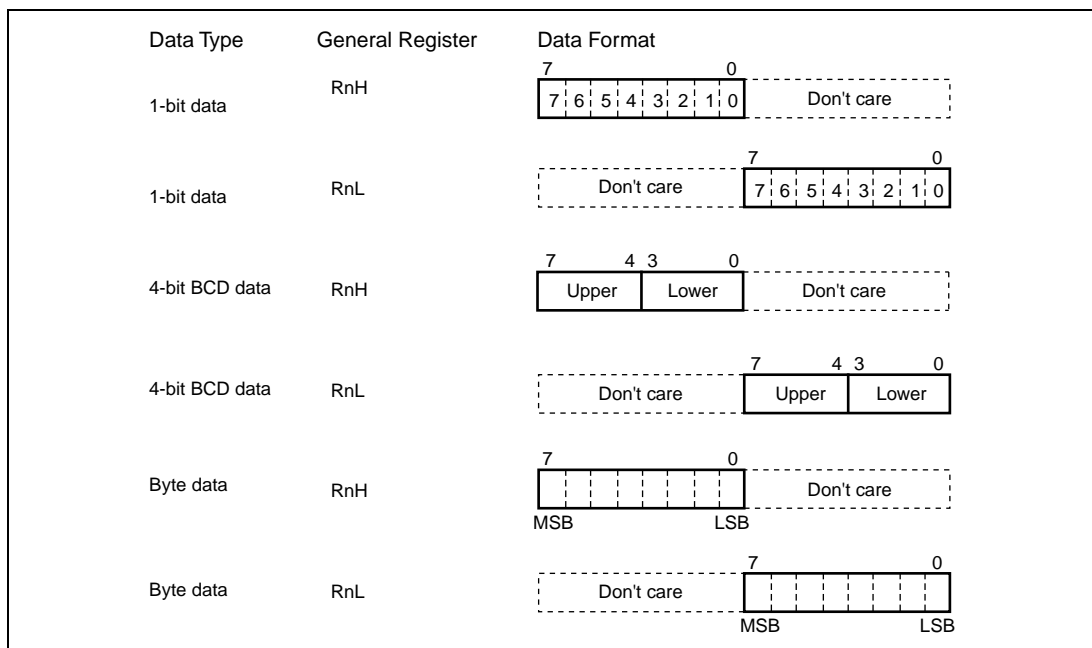 Data Type General Register Data Format
7 0
1-bit data RnH 7 6 5 4 3 2 1 0 Don't care
7 0
1-bit data RnL Don't care 7 6 5 4 3 2 1 0
7 4 3 0
4-bit BCD data RnH Upper Lower Don't care
7 4 3 0
4-bit BCD data RnL Don't care Upper Lower
7 0
Byte data RnH Don't care
MSB LSB
7 0
Byte data RnL Don't care
MSB LSB